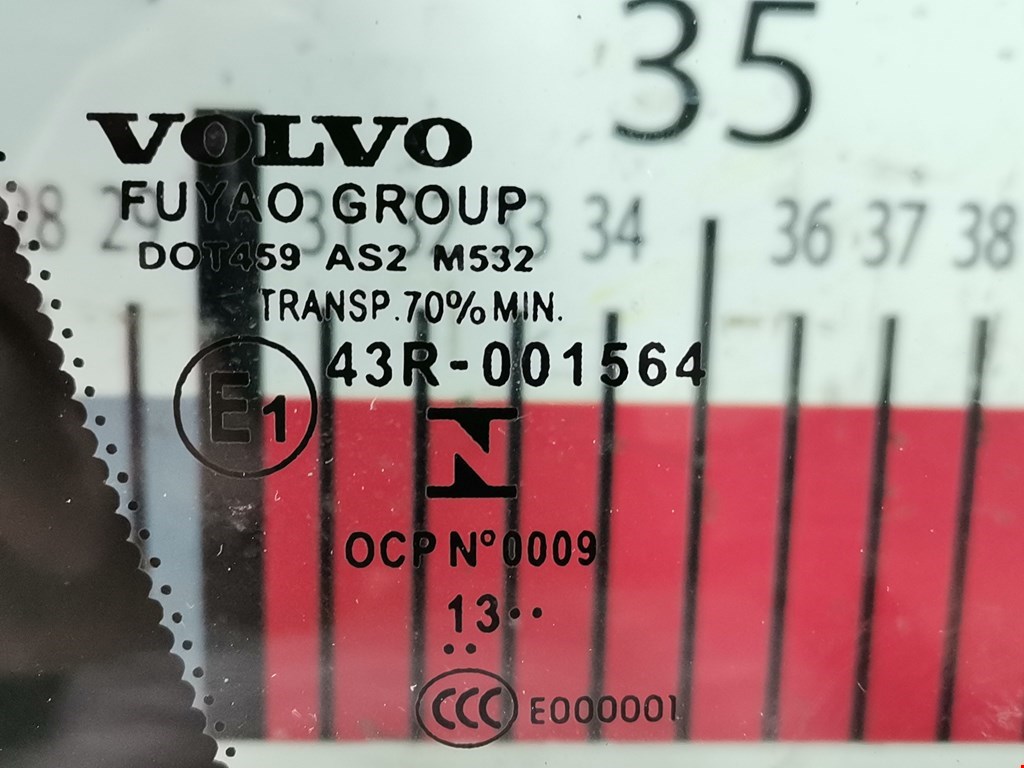 35
VOLVO
FUYAO GROUP
28 29 31 32 33 34 36 37 38
DOT459 AS2 M532
TRANSP.70%MIN.
E1 43R-001564
N
OCP Nº0009
13··
··
CCC E000001